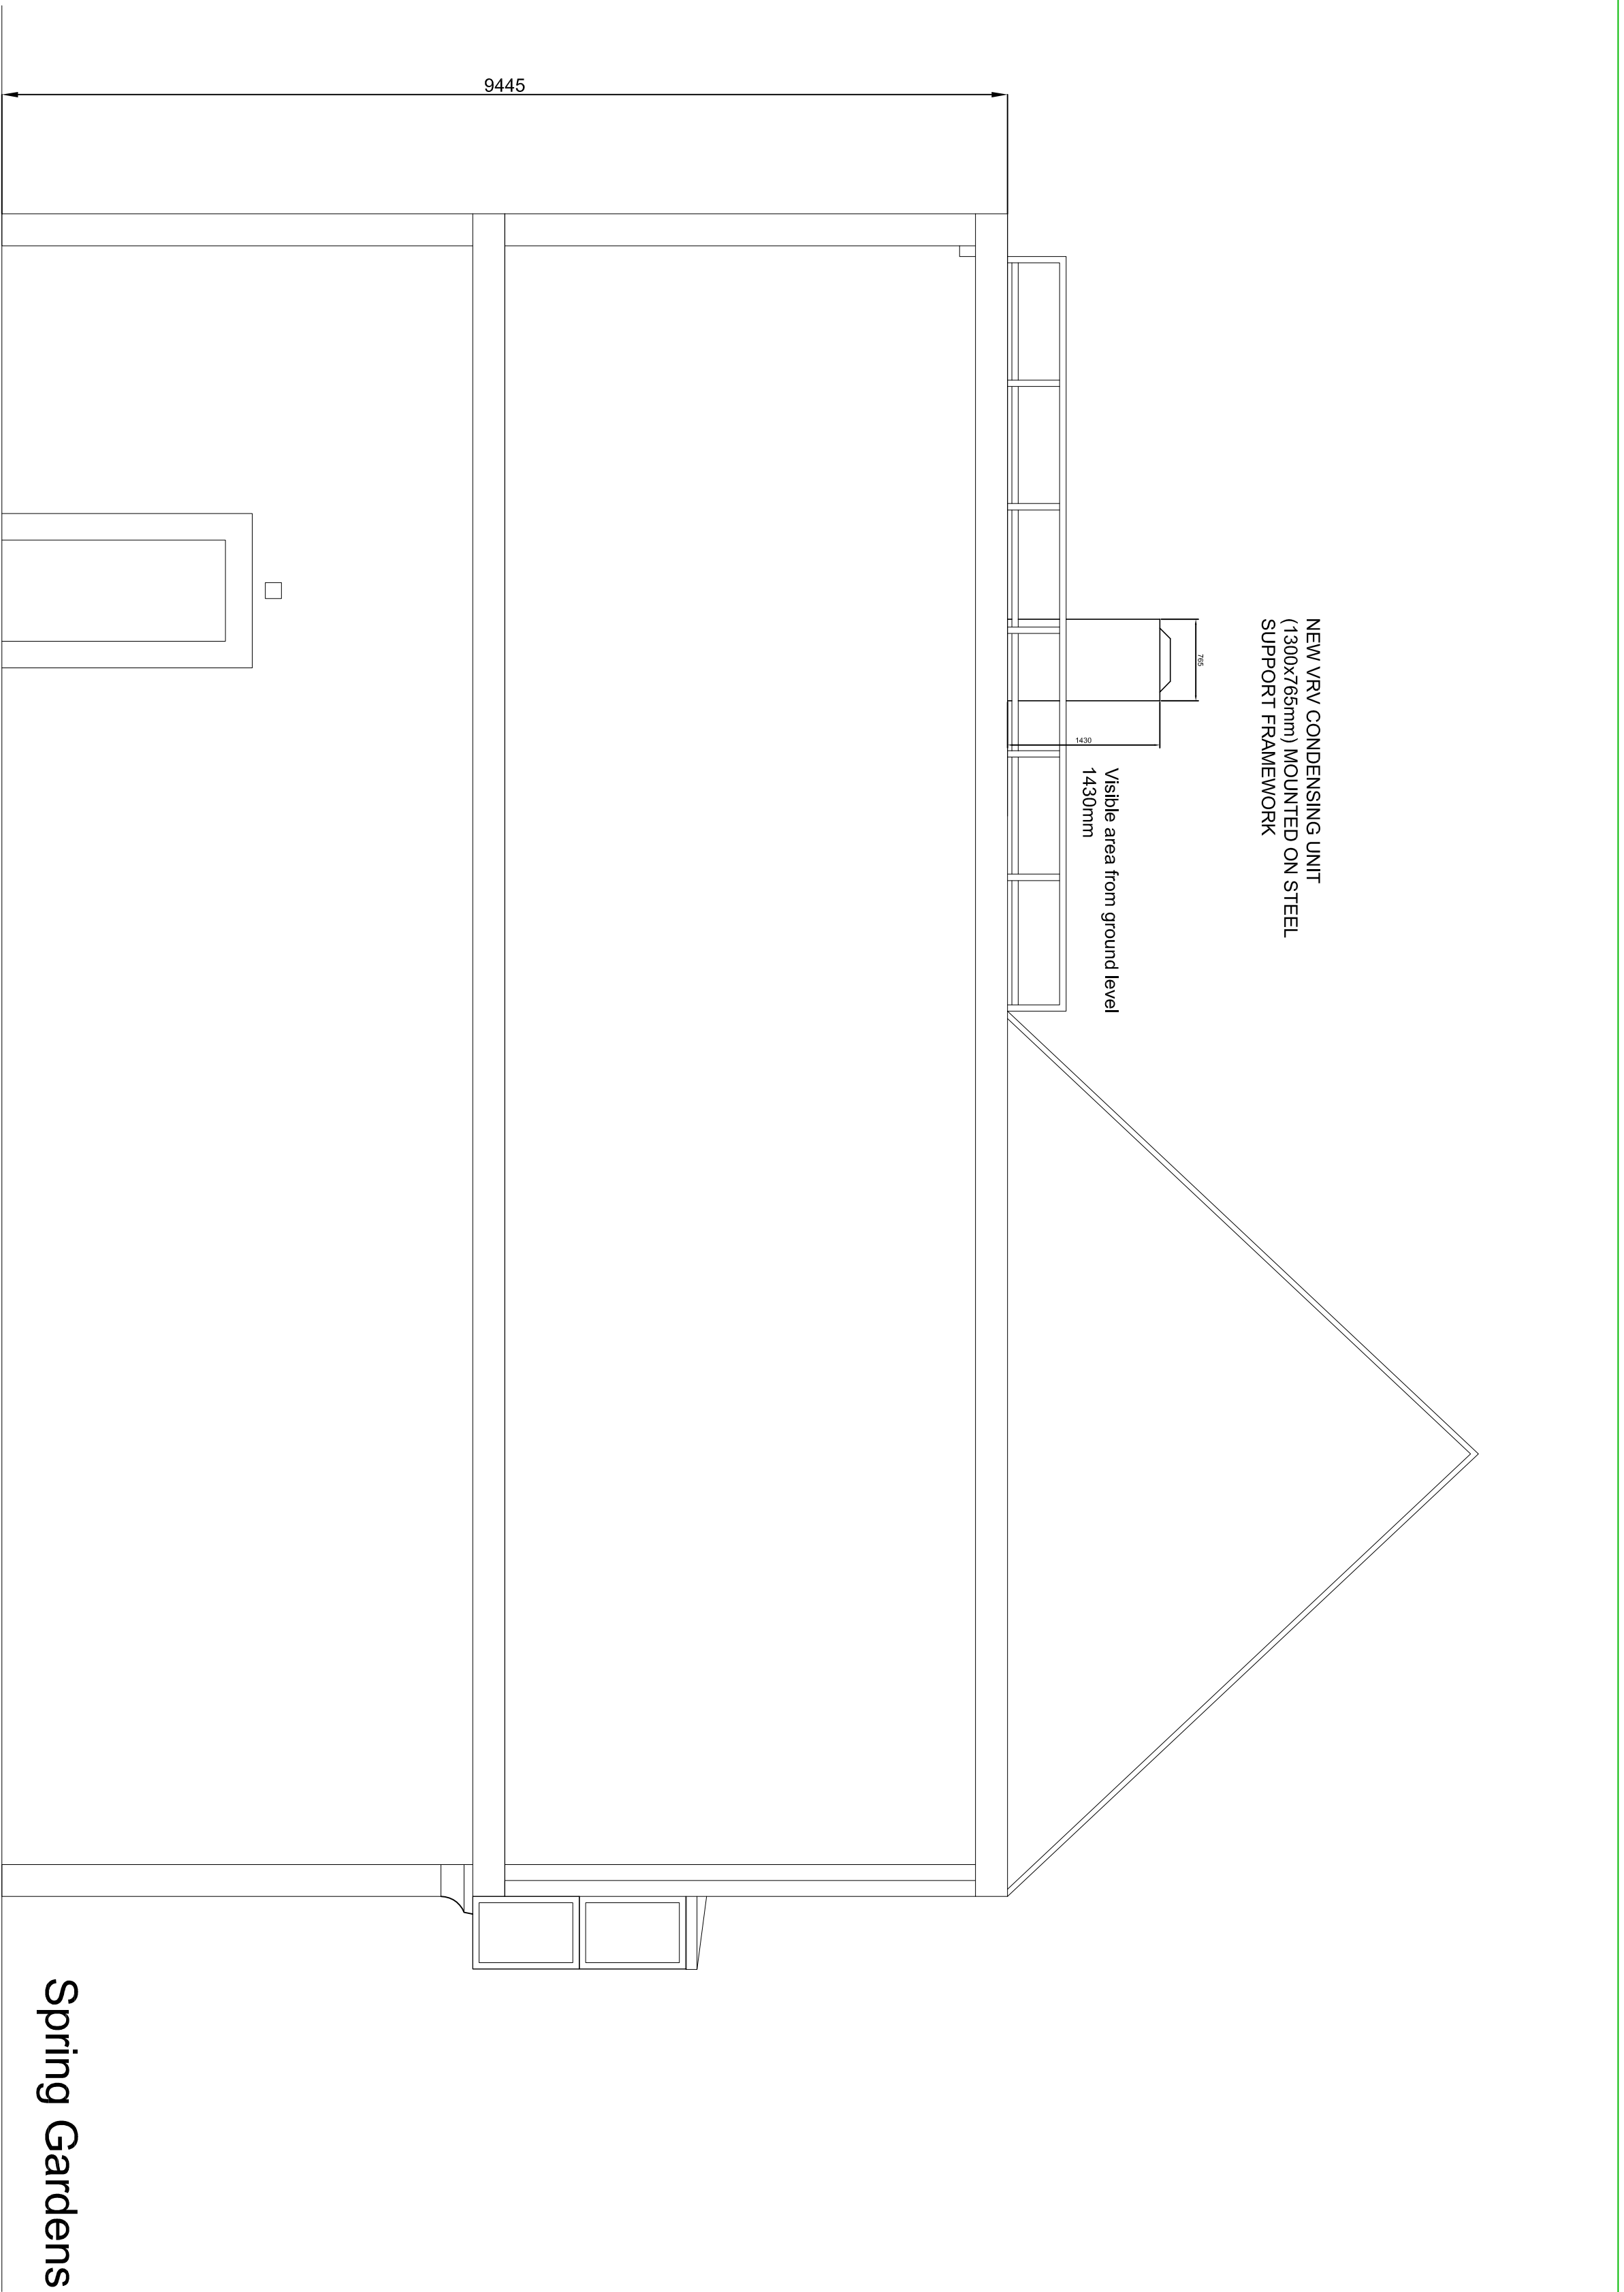 NEW VRV CONDENSING UNIT
(1300x765mm) MOUNTED ON STEEL
SUPPORT FRAMEWORK
765
1430
Visible area from ground level
1430mm
9445
Spring Gardens